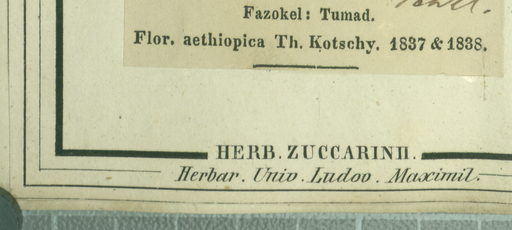 Fazokel: Tumad.
Flor. aethiopica Th. Kotschy. 1837 & 1838.
HERB. ZUCCARINII.
Herbar. Univ. Ludov. Maximil.